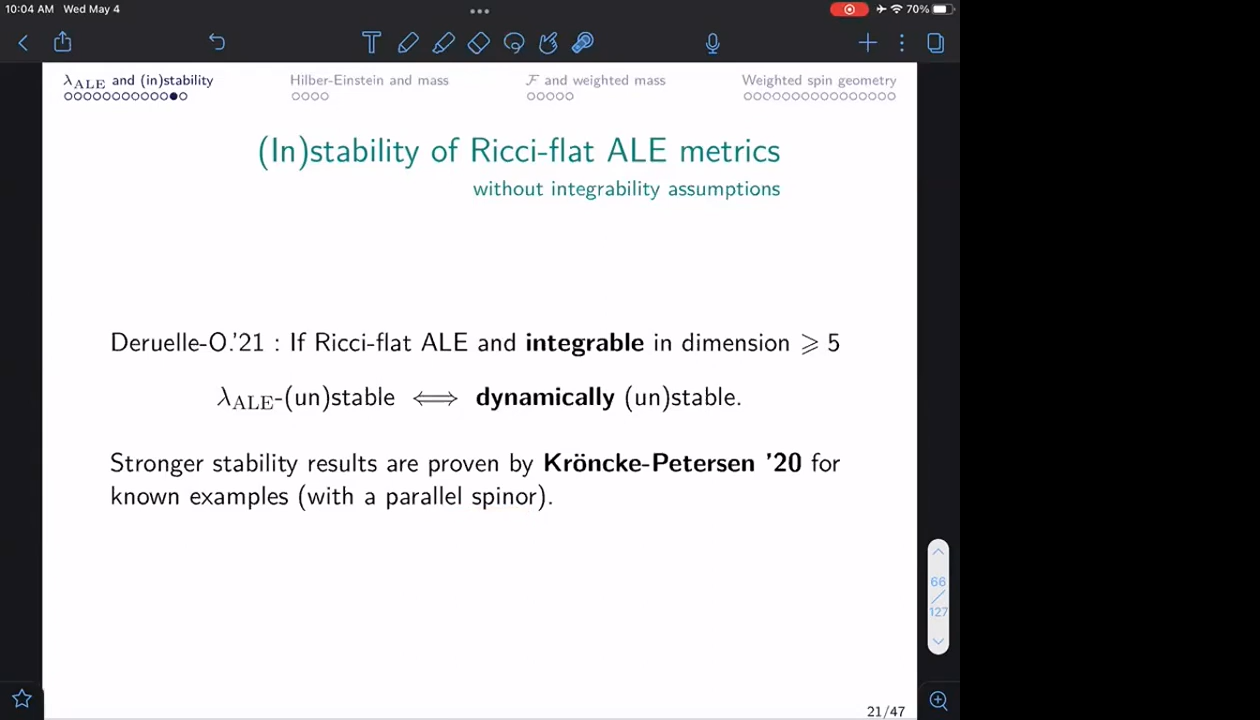 10:04 AM Wed May 4
70%
λALE and (in)stability
Hilber-Einstein and mass
ℱ and weighted mass
Weighted spin geometry
(In)stability of Ricci-flat ALE metrics
without integrability assumptions
Deruelle-O.'21 : If Ricci-flat ALE and integrable in dimension ⩾ 5
λALE-(un)stable ⟺ dynamically (un)stable.
Stronger stability results are proven by Kröncke-Petersen '20 for
known examples (with a parallel spinor).
66
/
127
21/47